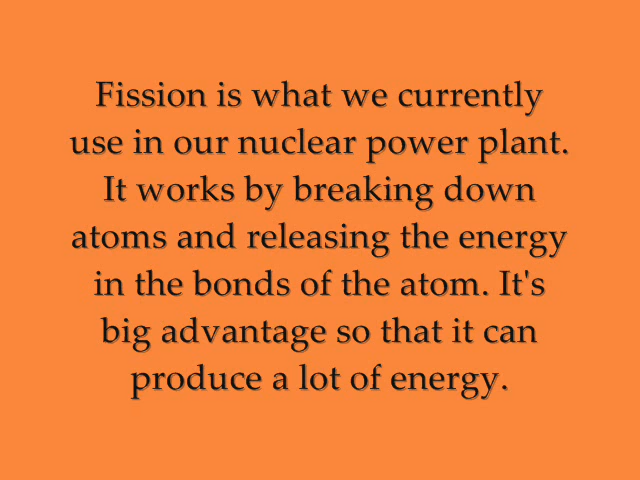 Fission is what we currently
use in our nuclear power plant.
It works by breaking down
atoms and releasing the energy
in the bonds of the atom. It's
big advantage so that it can
produce a lot of energy.